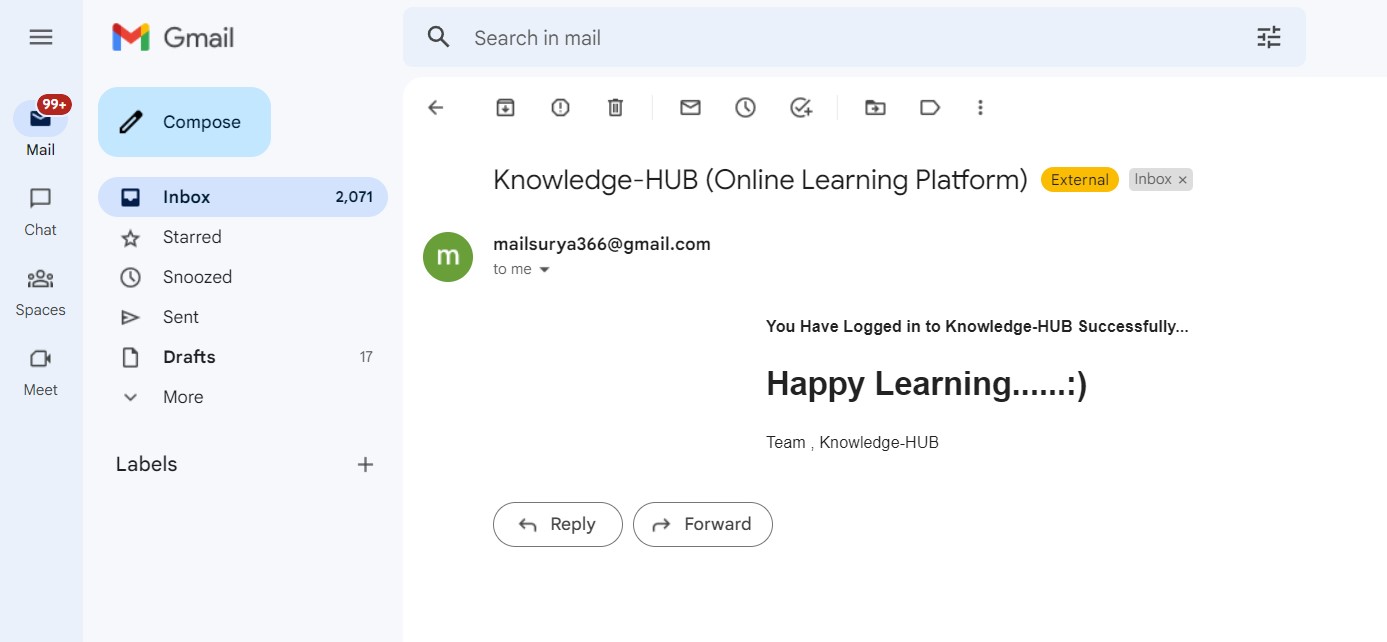 Gmail
Search in mail
99+
Mail
Chat
Spaces
Meet
Compose
Inbox 2,071
Starred
Snoozed
Sent
Drafts 17
More
Labels
Knowledge-HUB (Online Learning Platform) External Inbox ×
m
mailsurya366@gmail.com
to me
You Have Logged in to Knowledge-HUB Successfully...
Happy Learning......:)
Team , Knowledge-HUB
Reply Forward